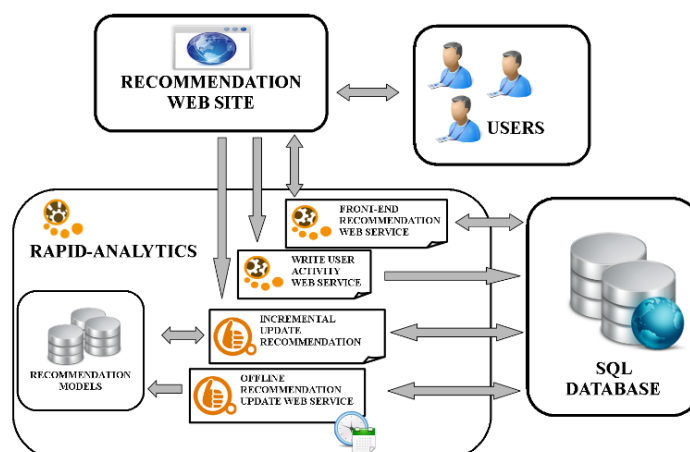 RECOMMENDATION
WEB SITE
USERS
FRONT-END
RECOMMENDATION
WEB SERVICE
RAPID-ANALYTICS
WRITE USER
ACTIVITY
WEB SERVICE
INCREMENTAL
UPDATE
RECOMMENDATION
RECOMMENDATION
MODELS
OFFLINE
RECOMMENDATION
UPDATE WEB SERVICE
SQL
DATABASE